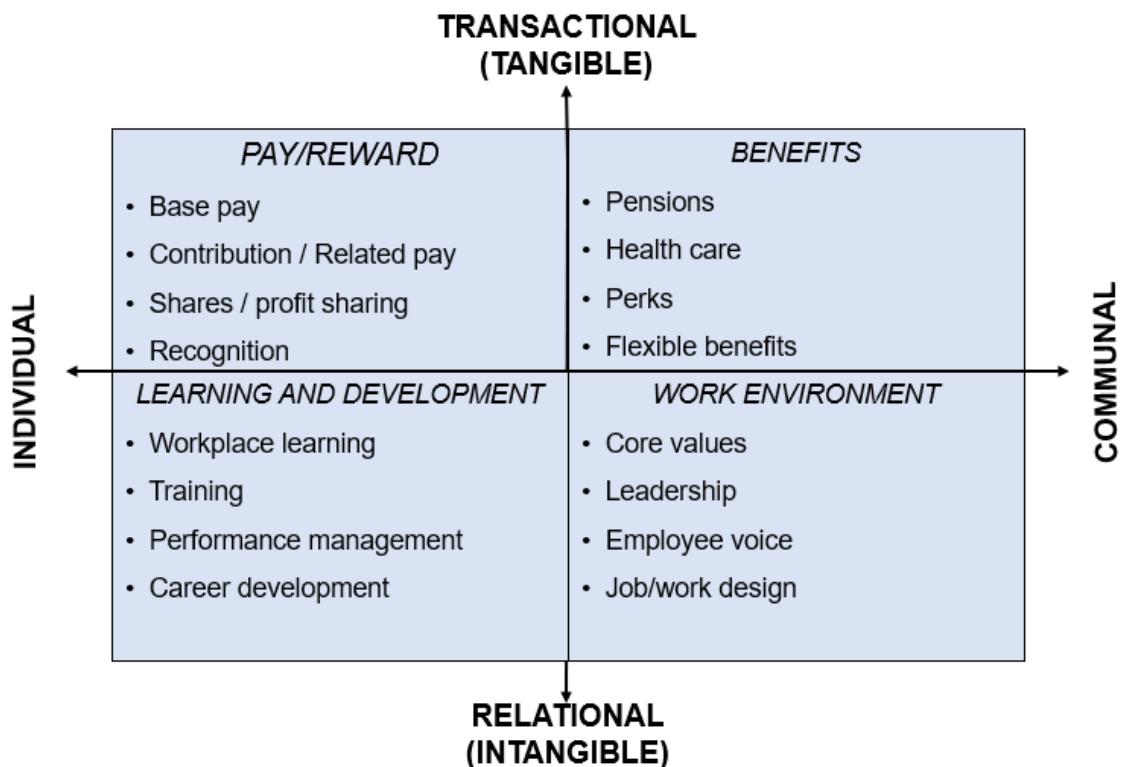 TRANSACTIONAL
(TANGIBLE)
PAY/REWARD
• Base pay
• Contribution / Related pay
• Shares / profit sharing
• Recognition
BENEFITS
• Pensions
• Health care
• Perks
• Flexible benefits
INDIVIDUAL
COMMUNAL
LEARNING AND DEVELOPMENT
• Workplace learning
• Training
• Performance management
• Career development
WORK ENVIRONMENT
• Core values
• Leadership
• Employee voice
• Job/work design
RELATIONAL
(INTANGIBLE)